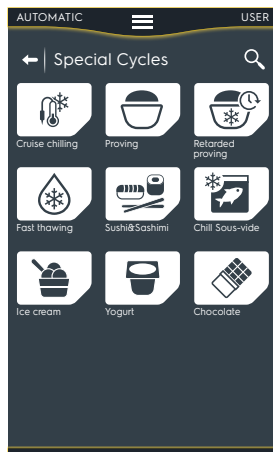 AUTOMATIC USER
Special Cycles
Cruise chilling Proving Retarded
proving
Fast thawing Sushi&Sashimi Chill Sous-vide
Ice cream Yogurt Chocolate